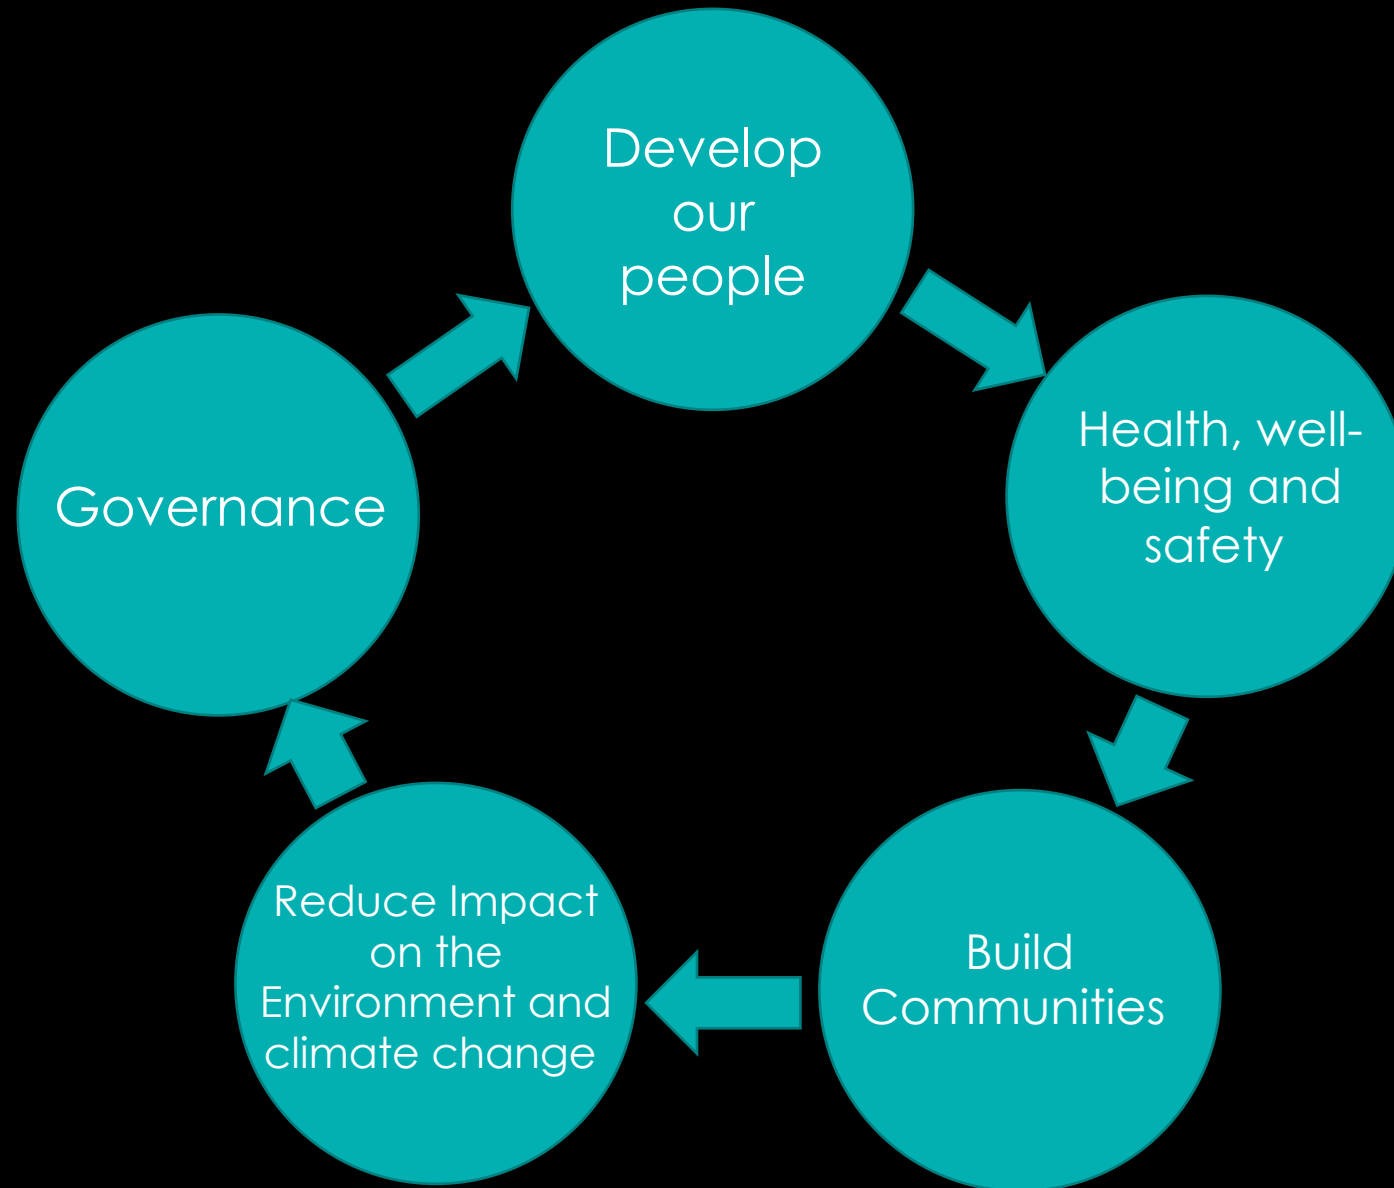 Develop
our
people
Health, well-
being and
safety
Build
Communities
Reduce Impact
on the
Environment and
climate change
Governance